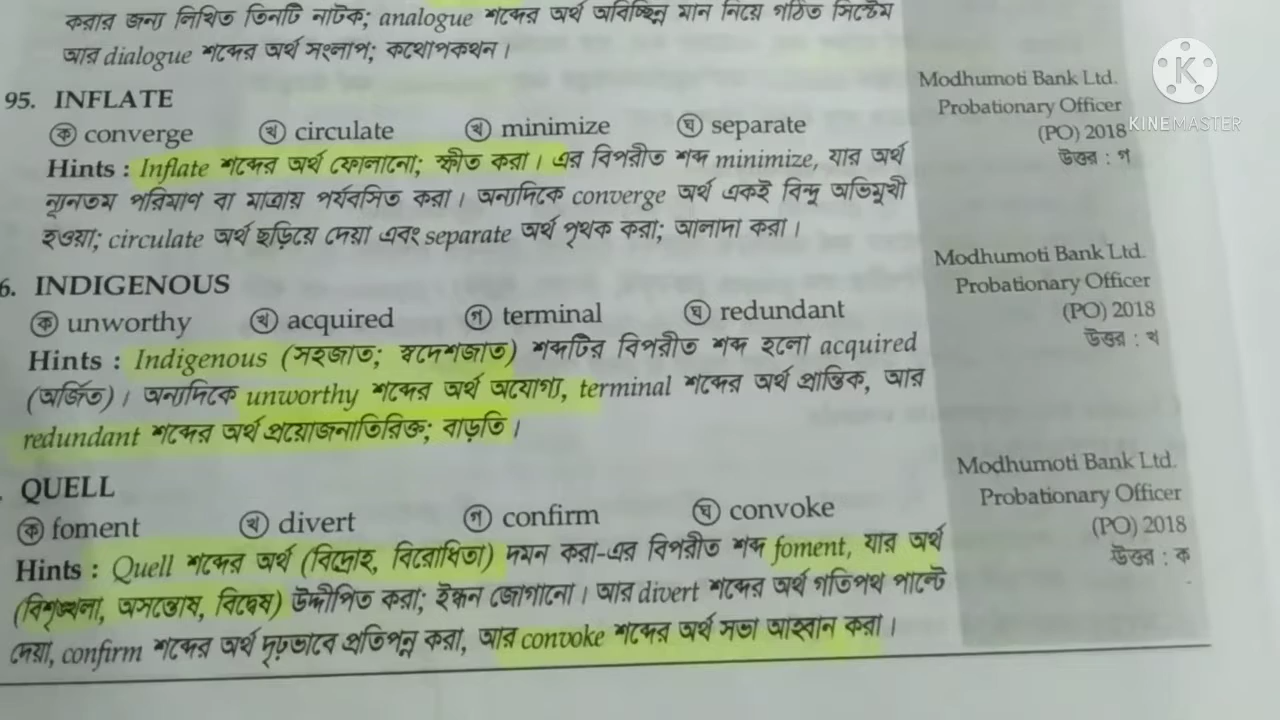 করার জন্য লিখিত তিনটি নাটক; analogue শব্দের অর্থ অবিচ্ছিন্ন মান নিয়ে গঠিত সিস্টেম
আর dialogue শব্দের অর্থ সংলাপ; কথোপকথন।
95. INFLATE
Modhumoti Bank Ltd.
Probationary Officer
(PO) 2018
উত্তর : গ
ⓚ KINEMASTER
ক converge খ circulate খ minimize ঘ separate
Hints : Inflate শব্দের অর্থ ফোলানো; স্ফীত করা। এর বিপরীত শব্দ minimize, যার অর্থ
ন্যূনতম পরিমাণ বা মাত্রায় পর্যবসিত করা। অন্যদিকে converge অর্থ একই বিন্দু অভিমুখী
হওয়া; circulate অর্থ ছড়িয়ে দেয়া এবং separate অর্থ পৃথক করা; আলাদা করা।
6. INDIGENOUS
Modhumoti Bank Ltd.
Probationary Officer
(PO) 2018
উত্তর : খ
ক unworthy খ acquired গ terminal ঘ redundant
Hints : Indigenous (সহজাত; স্বদেশজাত) শব্দটির বিপরীত শব্দ হলো acquired
(অর্জিত)। অন্যদিকে unworthy শব্দের অর্থ অযোগ্য, terminal শব্দের অর্থ প্রান্তিক, আর
redundant শব্দের অর্থ প্রয়োজনাতিরিক্ত; বাড়তি।
. QUELL
Modhumoti Bank Ltd.
Probationary Officer
(PO) 2018
উত্তর : ক
ক foment খ divert গ confirm ঘ convoke
Hints : Quell শব্দের অর্থ (বিদ্রোহ, বিরোধিতা) দমন করা-এর বিপরীত শব্দ foment, যার অর্থ
(বিশৃঙ্খলা, অসন্তোষ, বিদ্বেষ) উদ্দীপিত করা; ইন্ধন জোগানো। আর divert শব্দের অর্থ গতিপথ পাল্টে
দেয়া, confirm শব্দের অর্থ দৃঢ়ভাবে প্রতিপন্ন করা, আর convoke শব্দের অর্থ সভা আহবান করা।